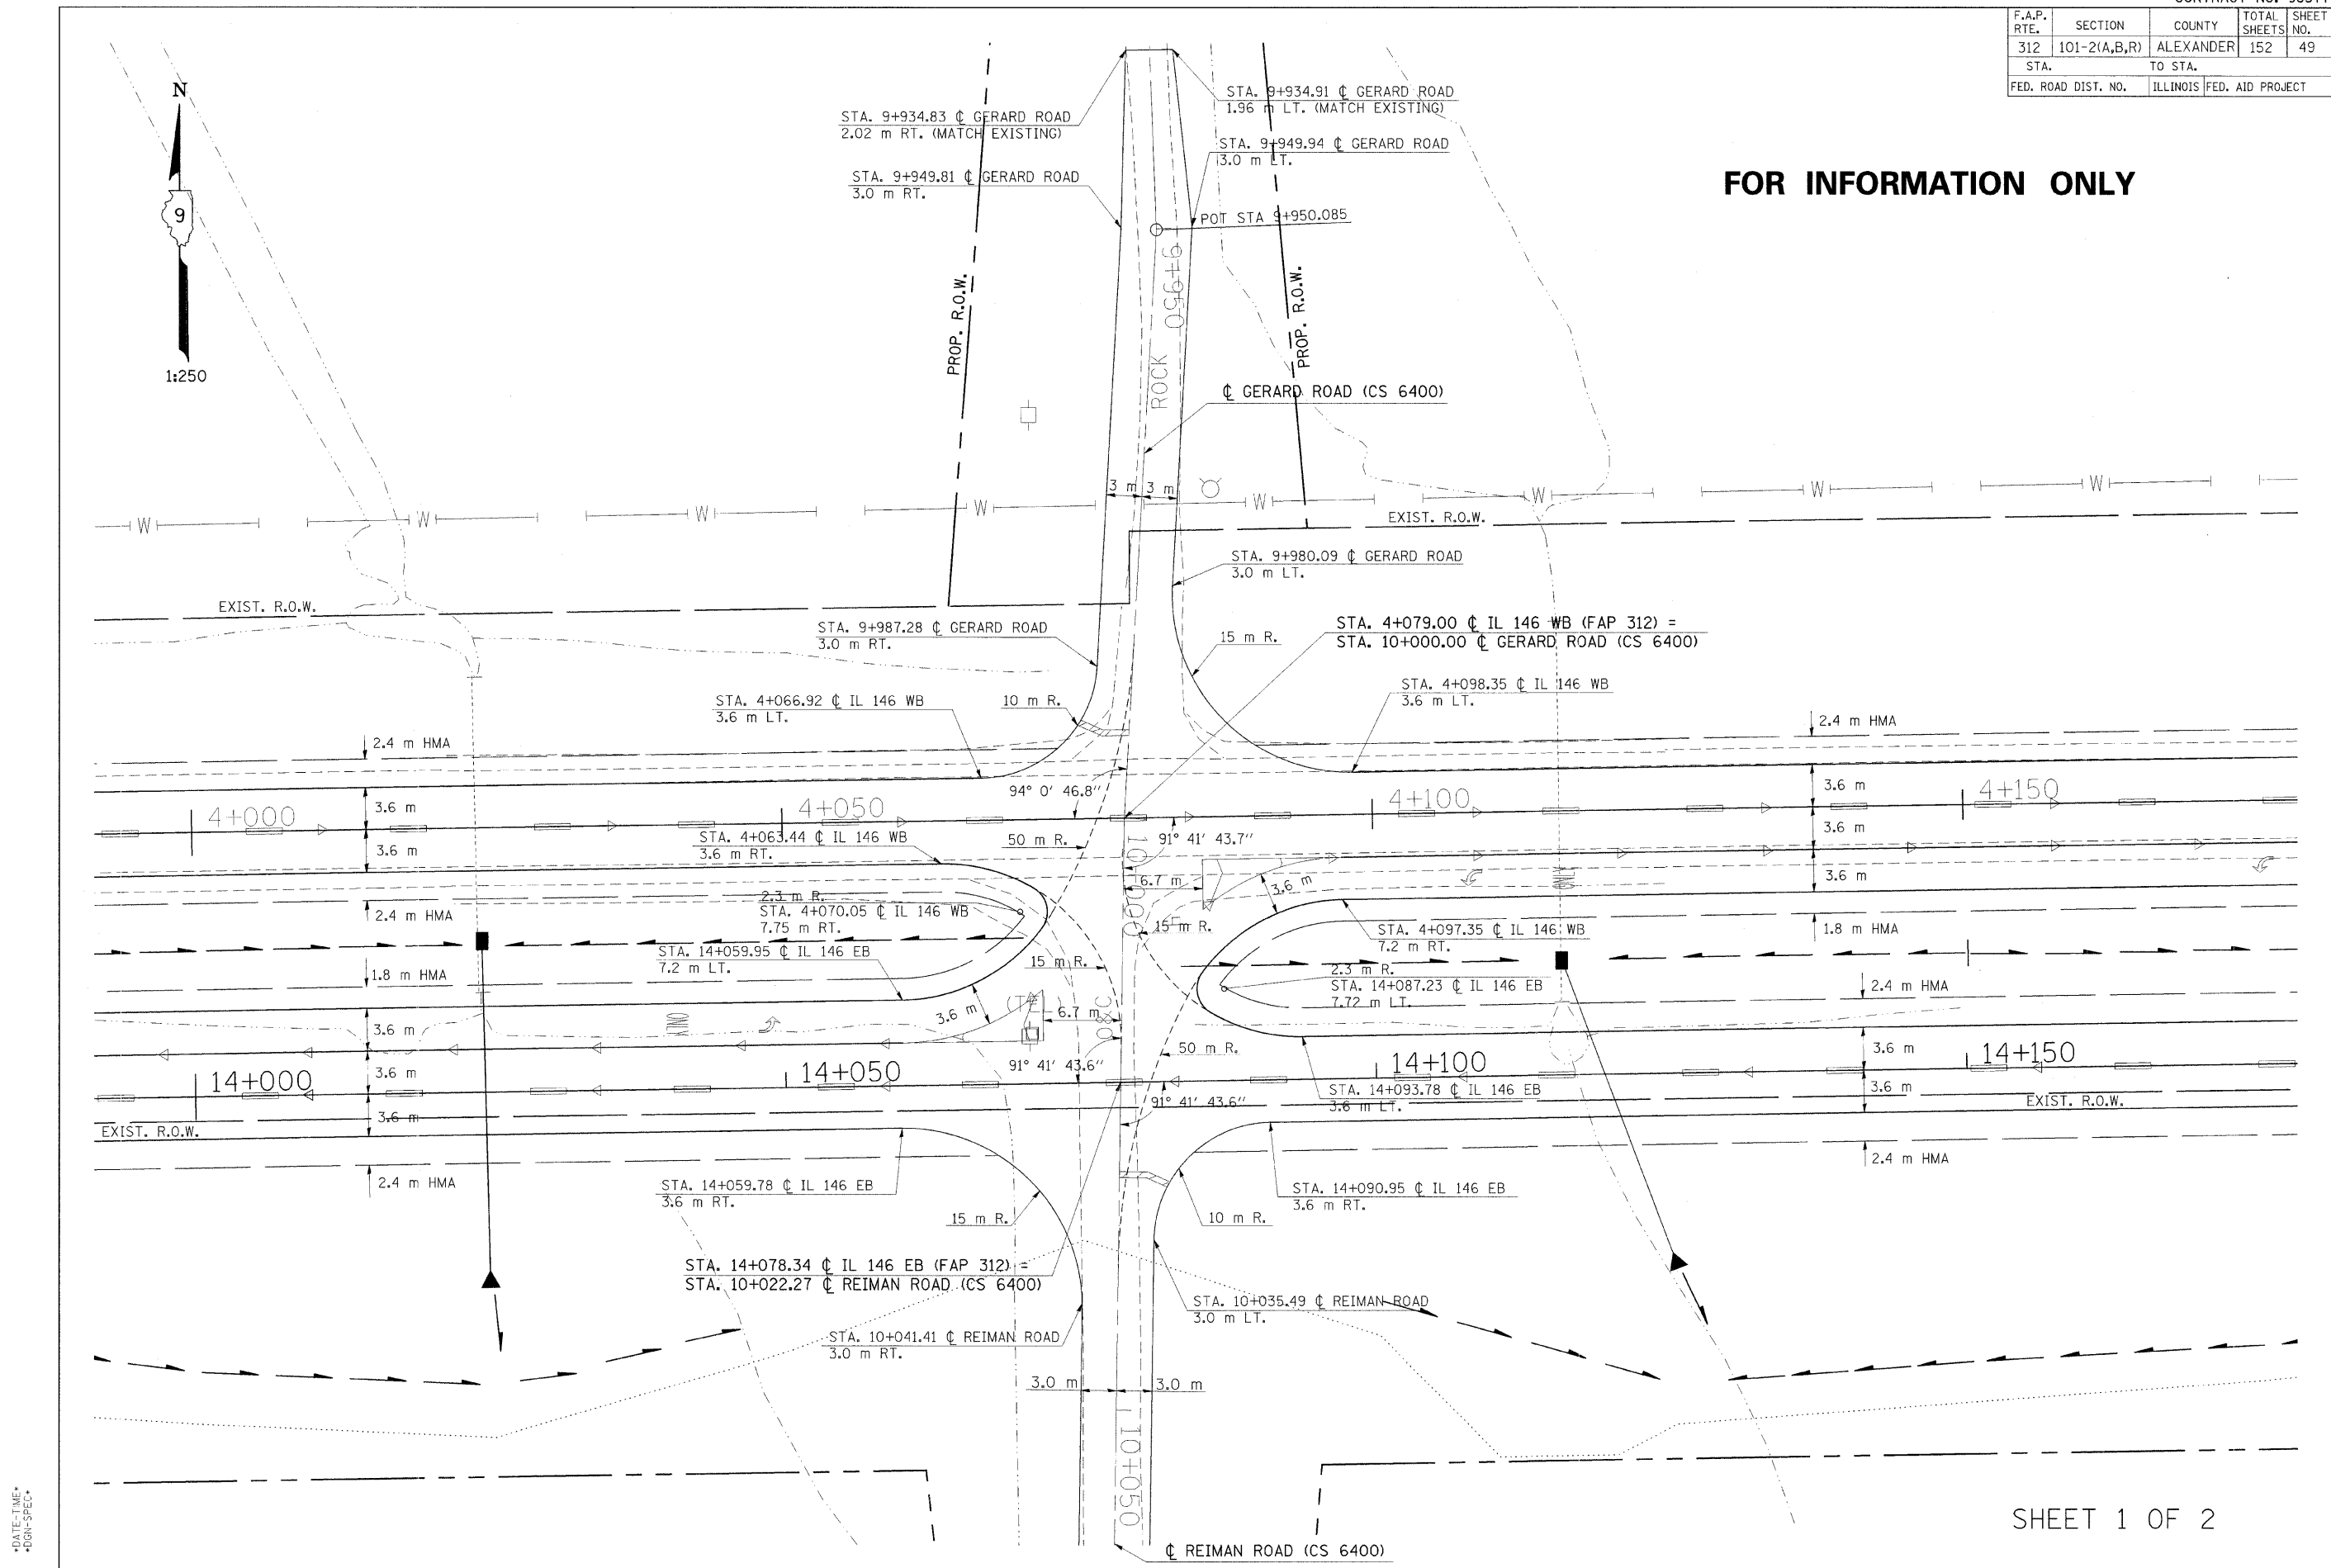 F.A.P. RTE. SECTION COUNTY TOTAL SHEETS SHEET NO.
312 101-2(A,B,R) ALEXANDER 152 49
STA. TO STA.
FED. ROAD DIST. NO. ILLINOIS FED. AID PROJECT
FOR INFORMATION ONLY
N
9
1:250
STA. 9+934.83 ℄ GERARD ROAD
2.02 m RT. (MATCH EXISTING)
STA. 9+934.91 ℄ GERARD ROAD
1.96 m LT. (MATCH EXISTING)
STA. 9+949.94 ℄ GERARD ROAD
3.0 m LT.
STA. 9+949.81 ℄ GERARD ROAD
3.0 m RT.
POT STA 9+950.085
9+950
ROCK
PROP. R.O.W.
PROP. R.O.W.
℄ GERARD ROAD (CS 6400)
3 m
3 m
W
W
W
W
W
W
W
W
EXIST. R.O.W.
EXIST. R.O.W.
STA. 9+980.09 ℄ GERARD ROAD
3.0 m LT.
STA. 9+987.28 ℄ GERARD ROAD
3.0 m RT.
15 m R.
STA. 4+079.00 ℄ IL 146 WB (FAP 312) =
STA. 10+000.00 ℄ GERARD ROAD (CS 6400)
STA. 4+066.92 ℄ IL 146 WB
3.6 m LT.
10 m R.
STA. 4+098.35 ℄ IL 146 WB
3.6 m LT.
2.4 m HMA
2.4 m HMA
3.6 m
4+000
4+050
94° 0' 46.8"
4+100
3.6 m
4+150
3.6 m
STA. 4+063.44 ℄ IL 146 WB
3.6 m RT.
50 m R.
91° 41' 43.7"
3.6 m
10+000
6.7 m
3.6 m
3.6 m
2.3 m R.
STA. 4+070.05 ℄ IL 146 WB
7.75 m RT.
2.4 m HMA
15 m R.
STA. 4+097.35 ℄ IL 146 WB
7.2 m RT.
1.8 m HMA
STA. 14+059.95 ℄ IL 146 EB
7.2 m LT.
15 m R.
1.8 m HMA
2.3 m R.
STA. 14+087.23 ℄ IL 146 EB
7.72 m LT.
2.4 m HMA
3.6 m
3.6 m
6.7 m
50 m R.
3.6 m
91° 41' 43.6"
14+000
14+050
14+100
14+150
3.6 m
3.6 m
3.6 m
91° 41' 43.6"
STA. 14+093.78 ℄ IL 146 EB
3.6 m LT.
EXIST. R.O.W.
EXIST. R.O.W.
2.4 m HMA
2.4 m HMA
STA. 14+059.78 ℄ IL 146 EB
3.6 m RT.
15 m R.
STA. 14+090.95 ℄ IL 146 EB
3.6 m RT.
10 m R.
STA. 14+078.34 ℄ IL 146 EB (FAP 312) =
STA. 10+022.27 ℄ REIMAN ROAD (CS 6400)
STA. 10+035.49 ℄ REIMAN ROAD
3.0 m LT.
STA. 10+041.41 ℄ REIMAN ROAD
3.0 m RT.
3.0 m
3.0 m
10+050
℄ REIMAN ROAD (CS 6400)
SHEET 1 OF 2
*DATE-TIME*
*DGN-SPEC*